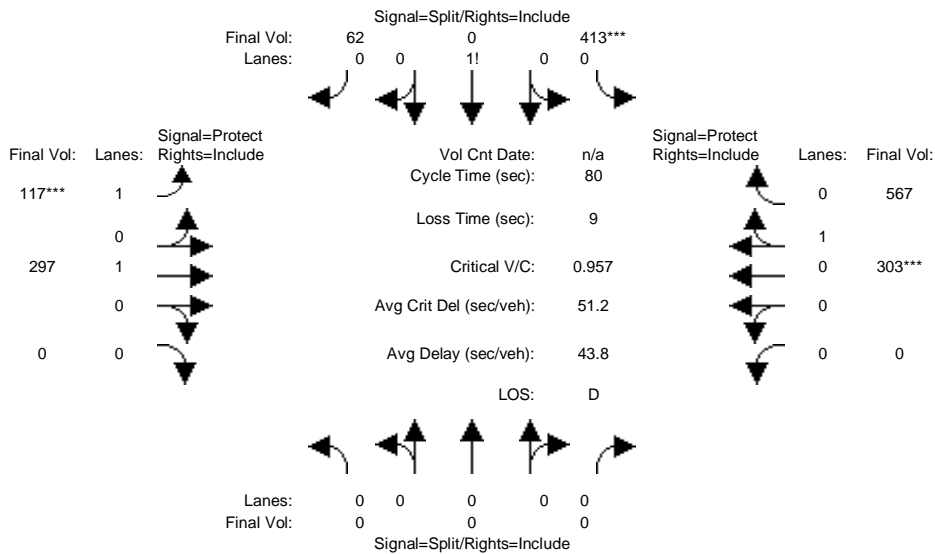 Signal=Split/Rights=Include
Final Vol: 62 0 413***
Lanes: 0 0 1! 0 0
Signal=Protect Signal=Protect
Final Vol: Lanes: Rights=Include Vol Cnt Date: n/a Rights=Include Lanes: Final Vol:
Cycle Time (sec): 80
117*** 1 0 567
Loss Time (sec): 9
0 1
297 1 Critical V/C: 0.957 0 303***
0 Avg Crit Del (sec/veh): 51.2 0
0 0 Avg Delay (sec/veh): 43.8 0 0
LOS: D
Lanes: 0 0 0 0 0
Final Vol: 0 0 0
Signal=Split/Rights=Include